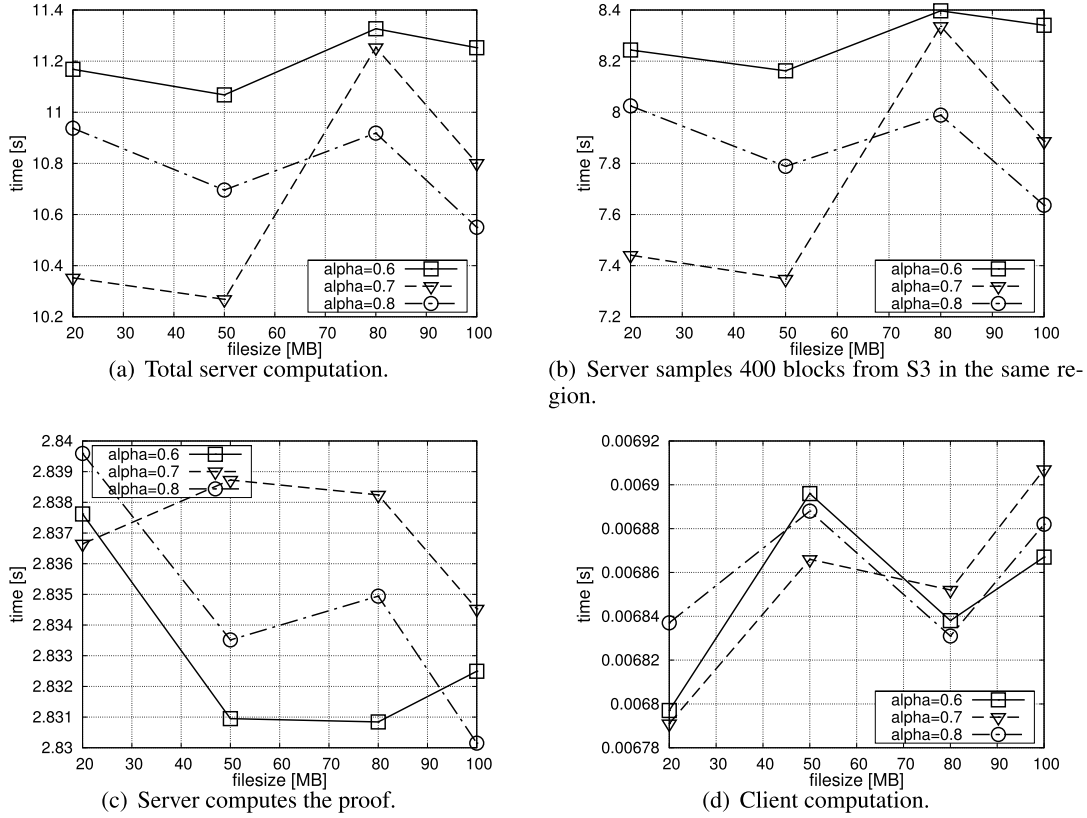 11.4
11.2
11
10.8
10.6
10.4
10.2
time [s]
alpha=0.6
alpha=0.7
alpha=0.8
20 30 40 50 60 70 80 90 100
filesize [MB]
(a) Total server computation.
8.4
8.2
8
7.8
7.6
7.4
7.2
time [s]
alpha=0.6
alpha=0.7
alpha=0.8
20 30 40 50 60 70 80 90 100
filesize [MB]
(b) Server samples 400 blocks from S3 in the same re-
gion.
2.84
2.839
2.838
2.837
2.836
2.835
2.834
2.833
2.832
2.831
2.83
time [s]
alpha=0.6
alpha=0.7
alpha=0.8
20 30 40 50 60 70 80 90 100
filesize [MB]
(c) Server computes the proof.
0.00692
0.0069
0.00688
0.00686
0.00684
0.00682
0.0068
0.00678
time [s]
alpha=0.6
alpha=0.7
alpha=0.8
20 30 40 50 60 70 80 90 100
filesize [MB]
(d) Client computation.